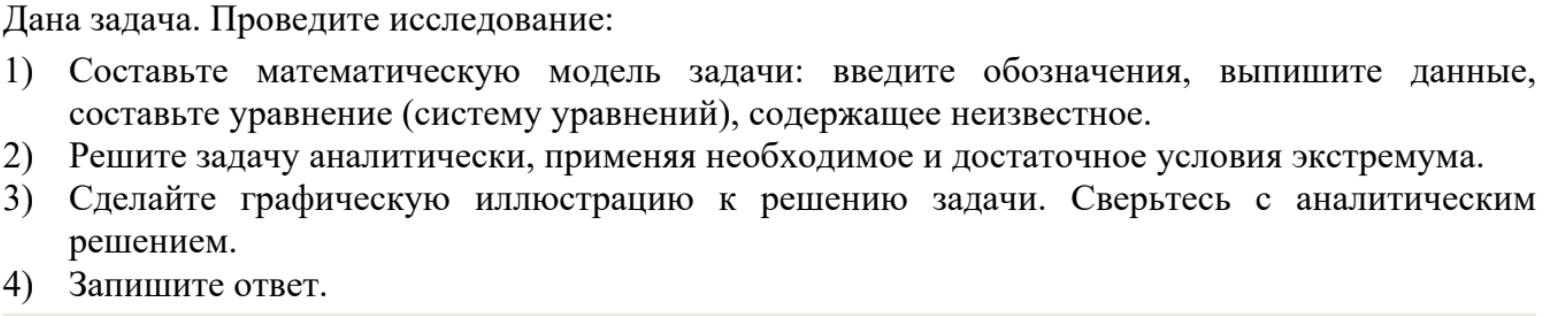 Дана задача. Проведите исследование:
1) Составьте математическую модель задачи: введите обозначения, выпишите данные,
составьте уравнение (систему уравнений), содержащее неизвестное.
2) Решите задачу аналитически, применяя необходимое и достаточное условия экстремума.
3) Сделайте графическую иллюстрацию к решению задачи. Сверьтесь с аналитическим
решением.
4) Запишите ответ.